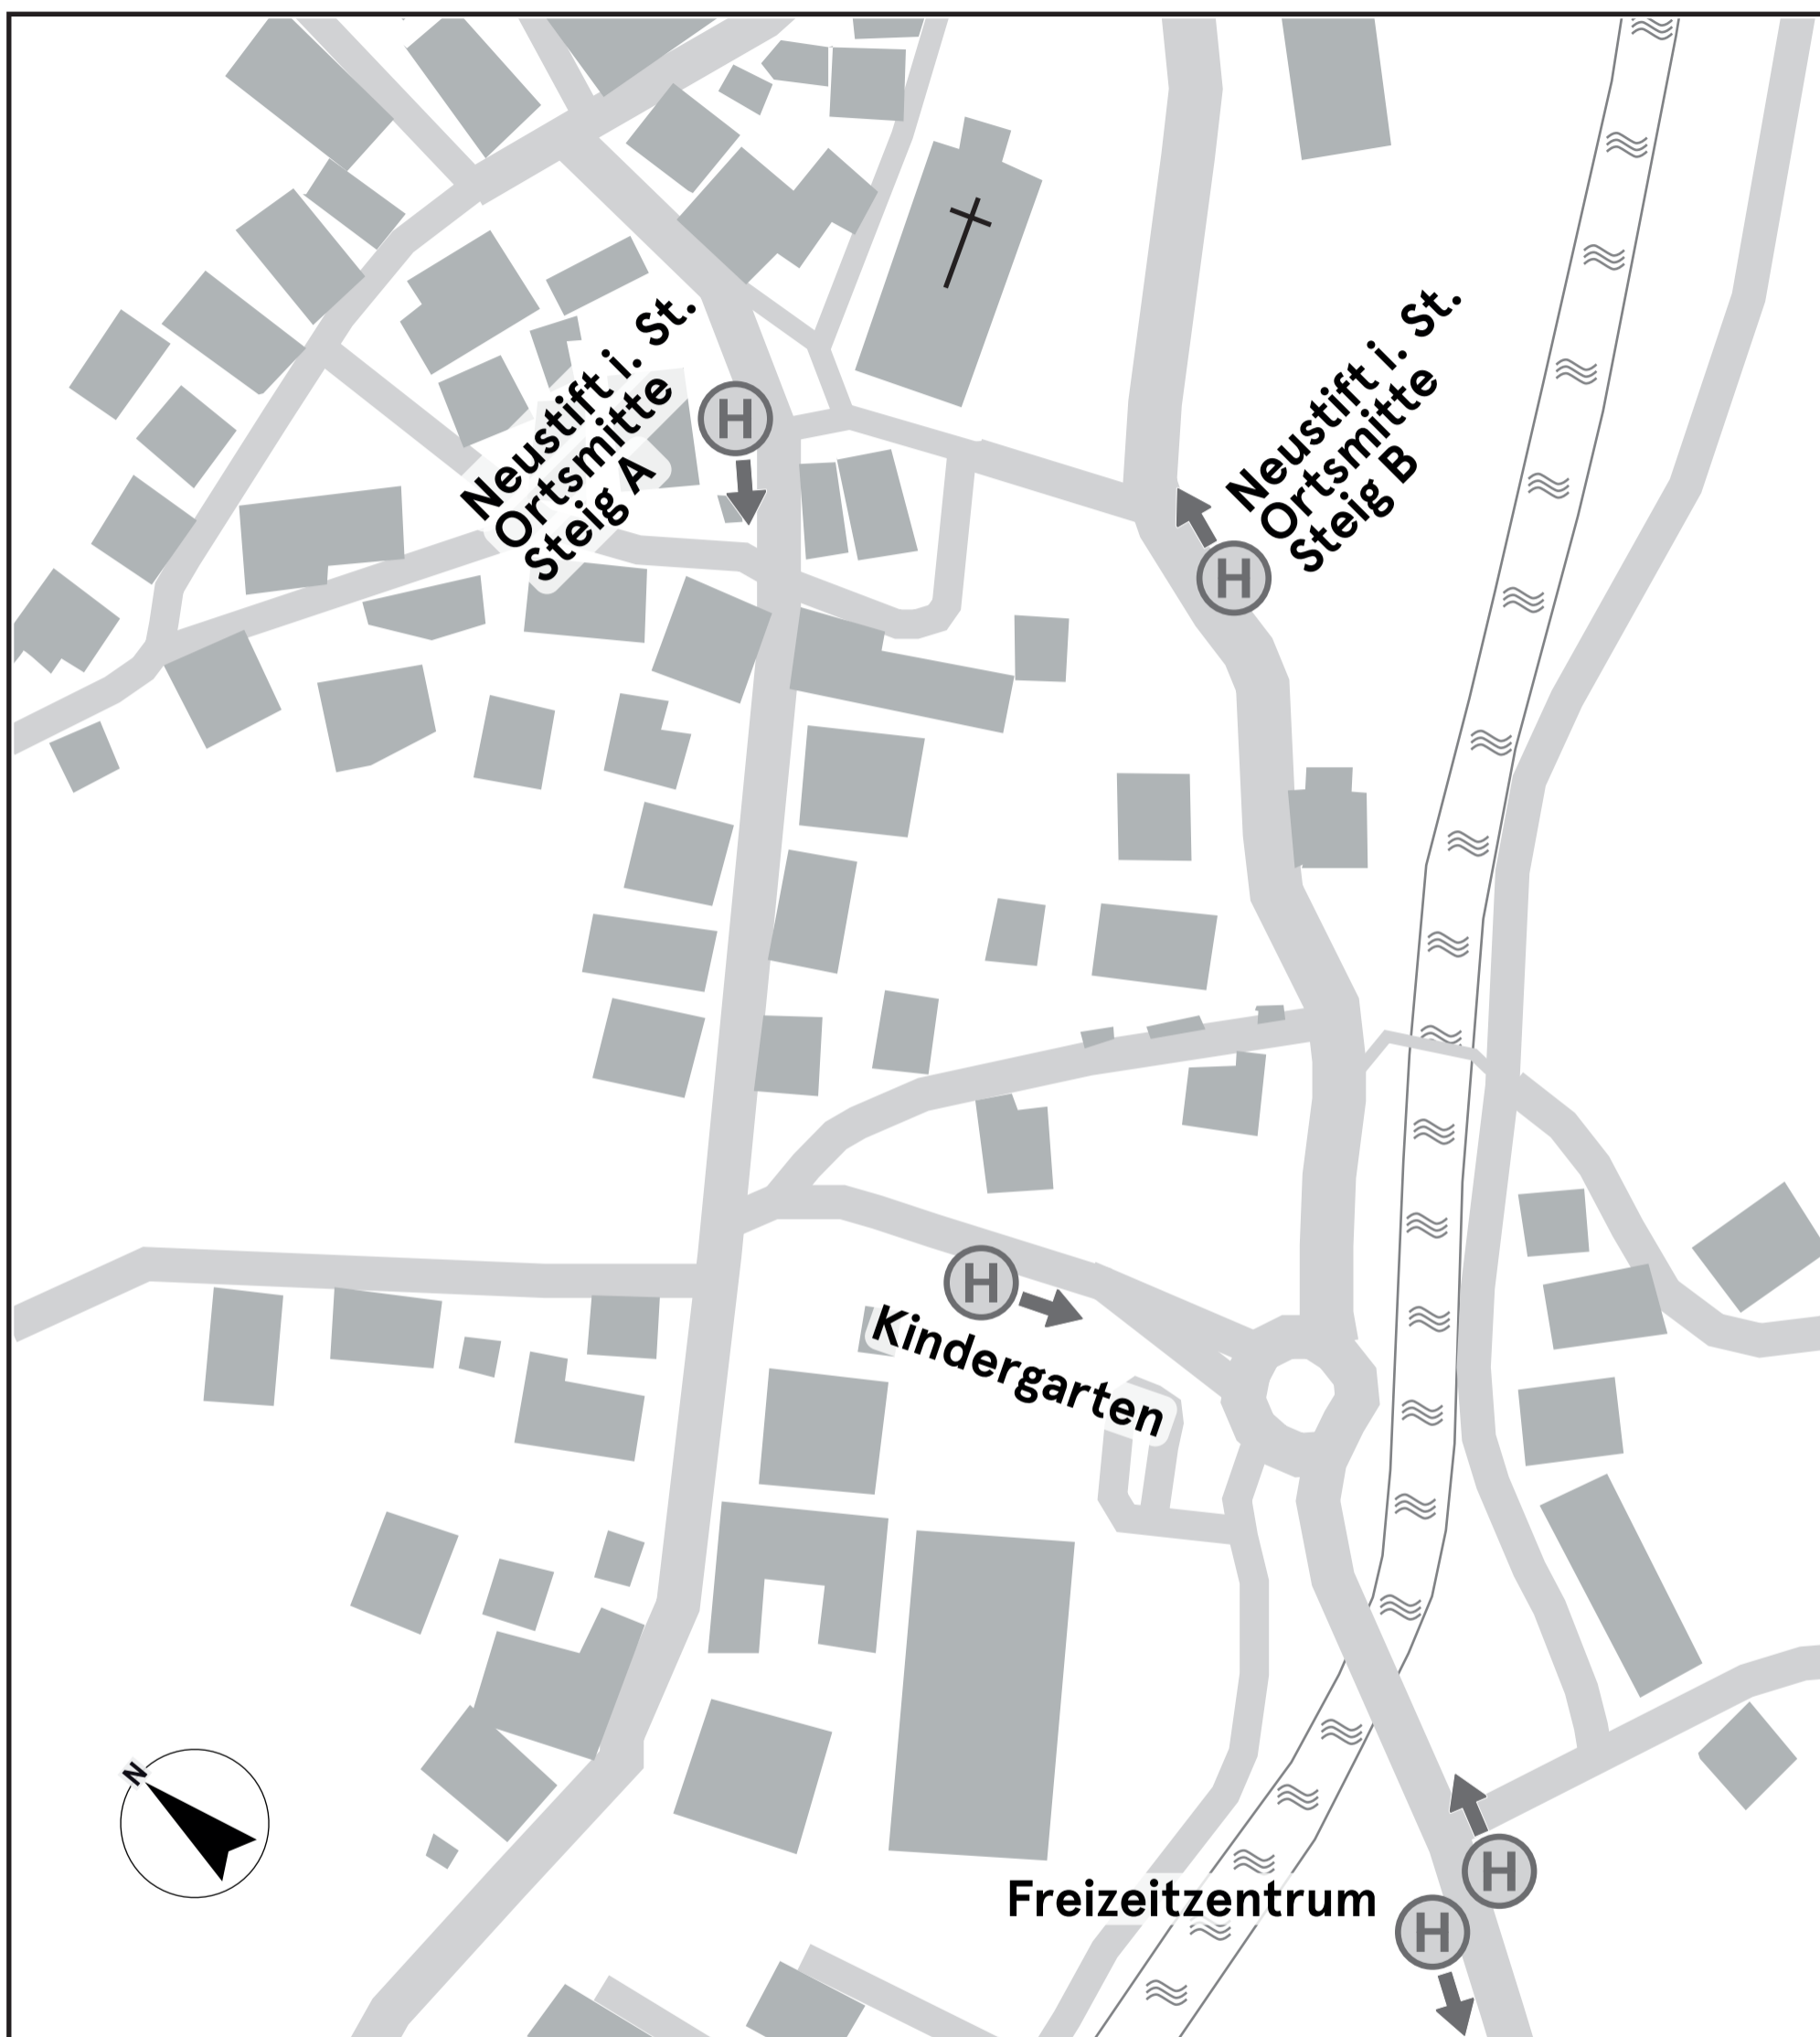 Neustift i. St.
Ortsmitte
Steig A
H
Neustift i. St.
Ortsmitte
Steig B
H
H
Kindergarten
N
H
Freizeitzentrum
H